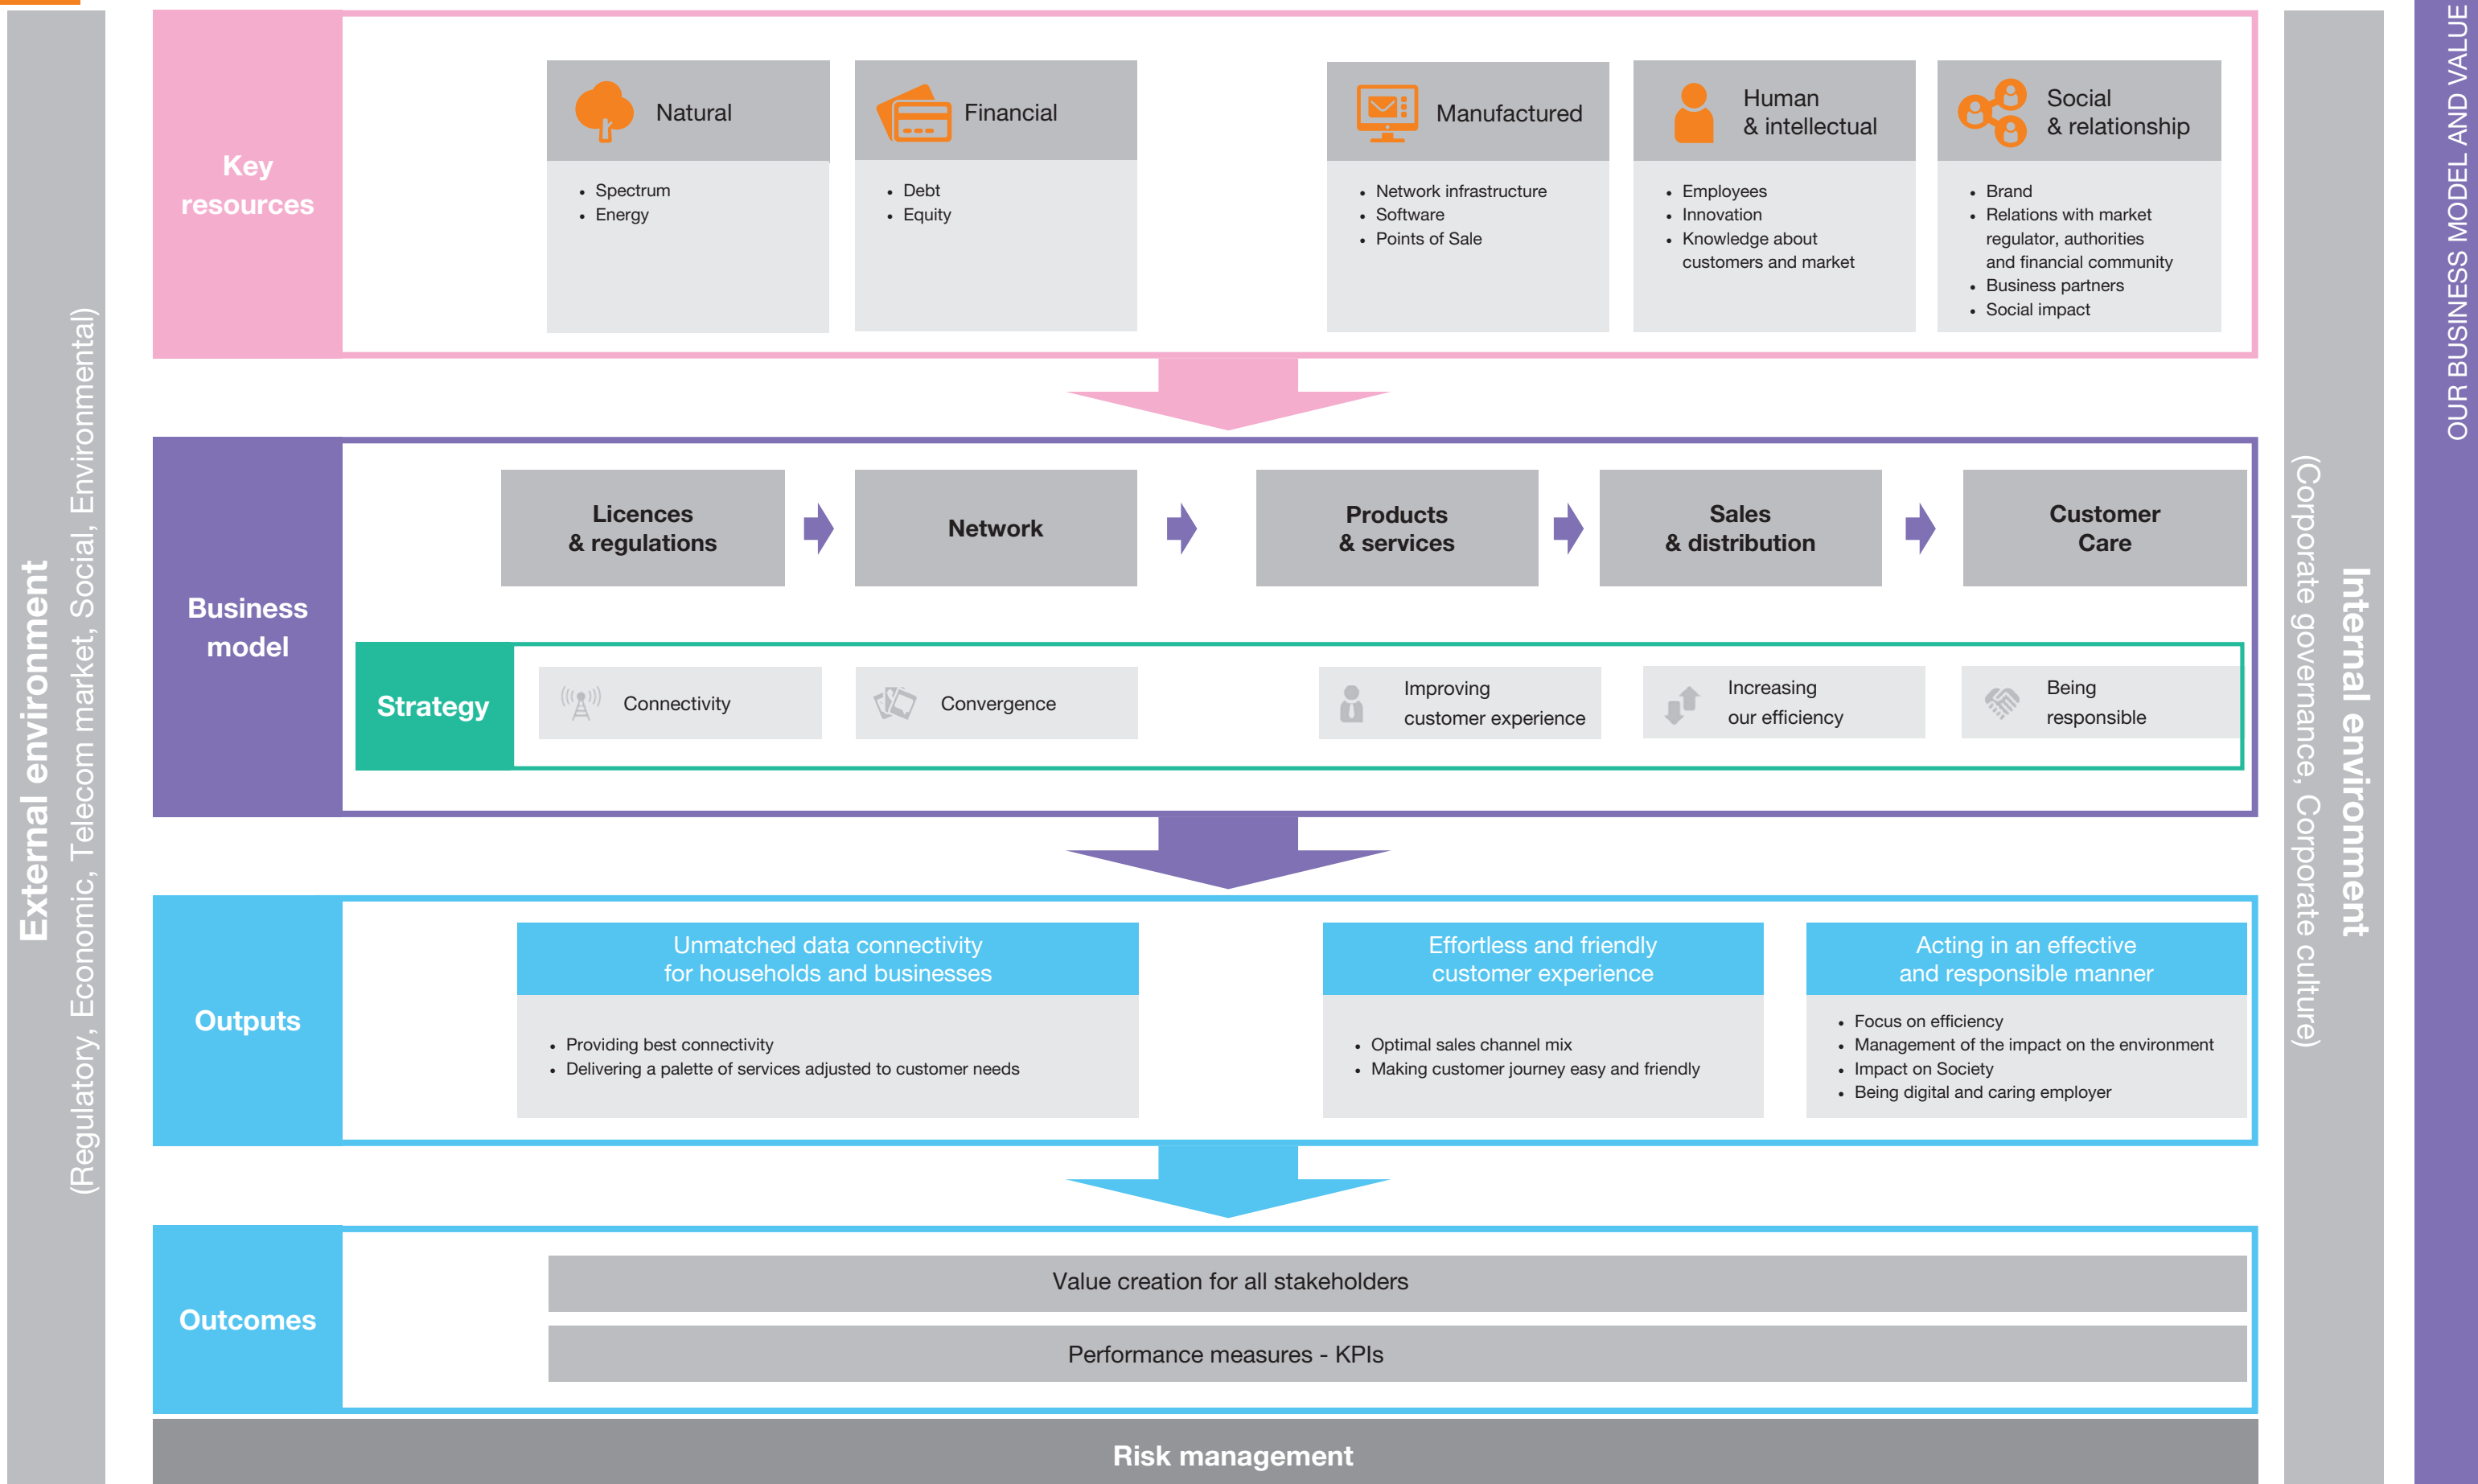 External environment
(Regulatory, Economic, Telecom market, Social, Environmental)
Key
resources
Natural
• Spectrum
• Energy
Financial
• Debt
• Equity
Manufactured
• Network infrastructure
• Software
• Points of Sale
Human
& intellectual
• Employees
• Innovation
• Knowledge about
customers and market
Social
& relationship
• Brand
• Relations with market
regulator, authorities
and financial community
• Business partners
• Social impact
Business
model
Licences
& regulations
Network
Products
& services
Sales
& distribution
Customer
Care
Strategy
Connectivity
Convergence
Improving
customer experience
Increasing
our efficiency
Being
responsible
Outputs
Unmatched data connectivity
for households and businesses
• Providing best connectivity
• Delivering a palette of services adjusted to customer needs
Effortless and friendly
customer experience
• Optimal sales channel mix
• Making customer journey easy and friendly
Acting in an effective
and responsible manner
• Focus on efficiency
• Management of the impact on the environment
• Impact on Society
• Being digital and caring employer
Outcomes
Value creation for all stakeholders
Performance measures - KPIs
Risk management
Internal environment
(Corporate governance, Corporate culture)
OUR BUSINESS MODEL AND VALUE